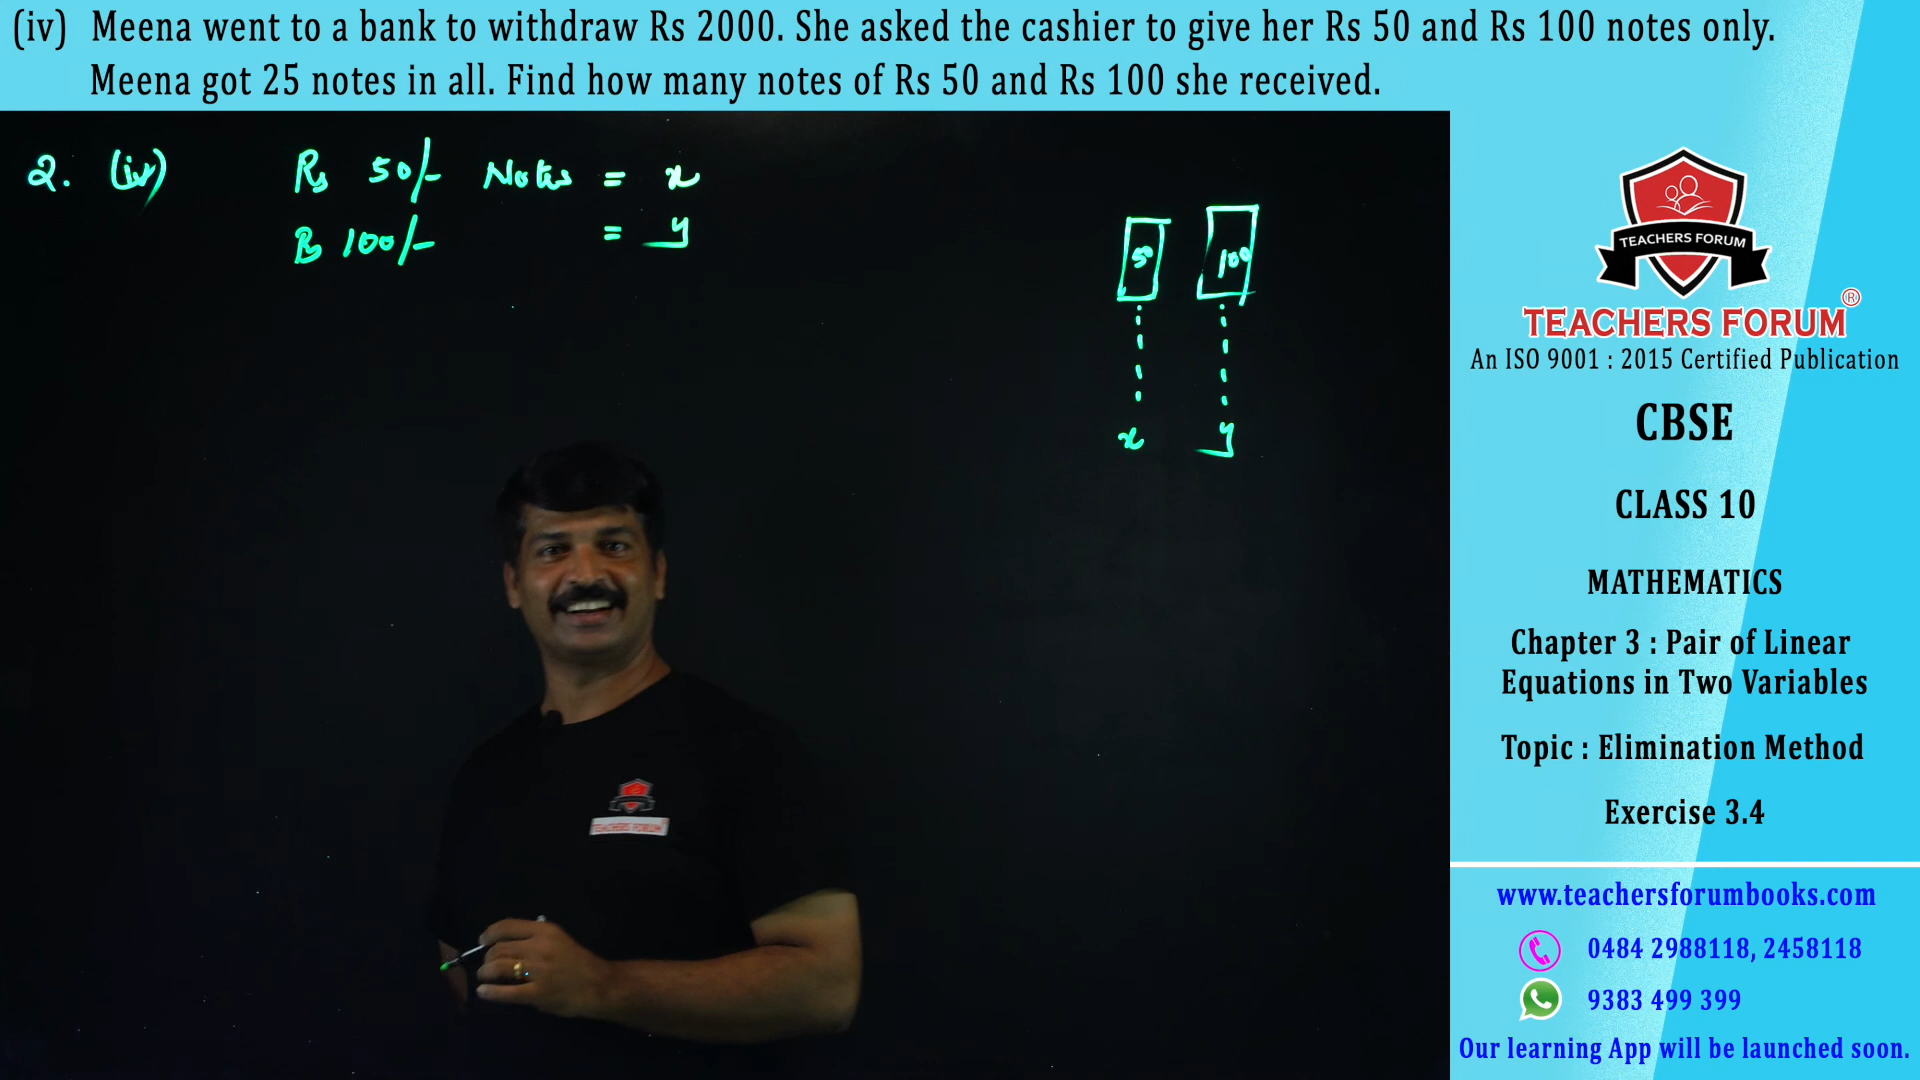 (iv) Meena went to a bank to withdraw Rs 2000. She asked the cashier to give her Rs 50 and Rs 100 notes only.
Meena got 25 notes in all. Find how many notes of Rs 50 and Rs 100 she received.
2. (iv) Rs 50/- Notes = x
Rs 100/- = y
50 100
x y
TEACHERS FORUM
TEACHERS FORUM
TEACHERS FORUM®
An ISO 9001 : 2015 Certified Publication
CBSE
CLASS 10
MATHEMATICS
Chapter 3 : Pair of Linear
Equations in Two Variables
Topic : Elimination Method
Exercise 3.4
www.teachersforumbooks.com
0484 2988118, 2458118
9383 499 399
Our learning App will be launched soon.